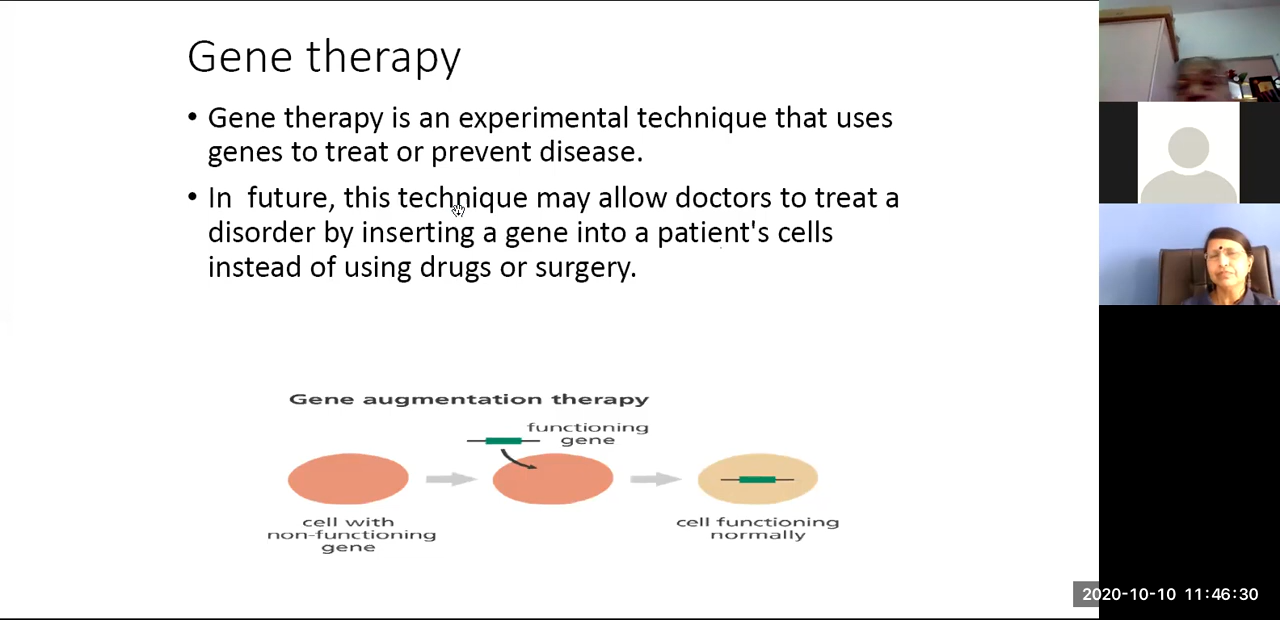 Gene therapy
• Gene therapy is an experimental technique that uses
genes to treat or prevent disease.
• In  future, this technique may allow doctors to treat a
disorder by inserting a gene into a patient's cells
instead of using drugs or surgery.
Gene augmentation therapy
functioning
gene
cell with
non-functioning
gene
cell functioning
normally
2020-10-10 11:46:30